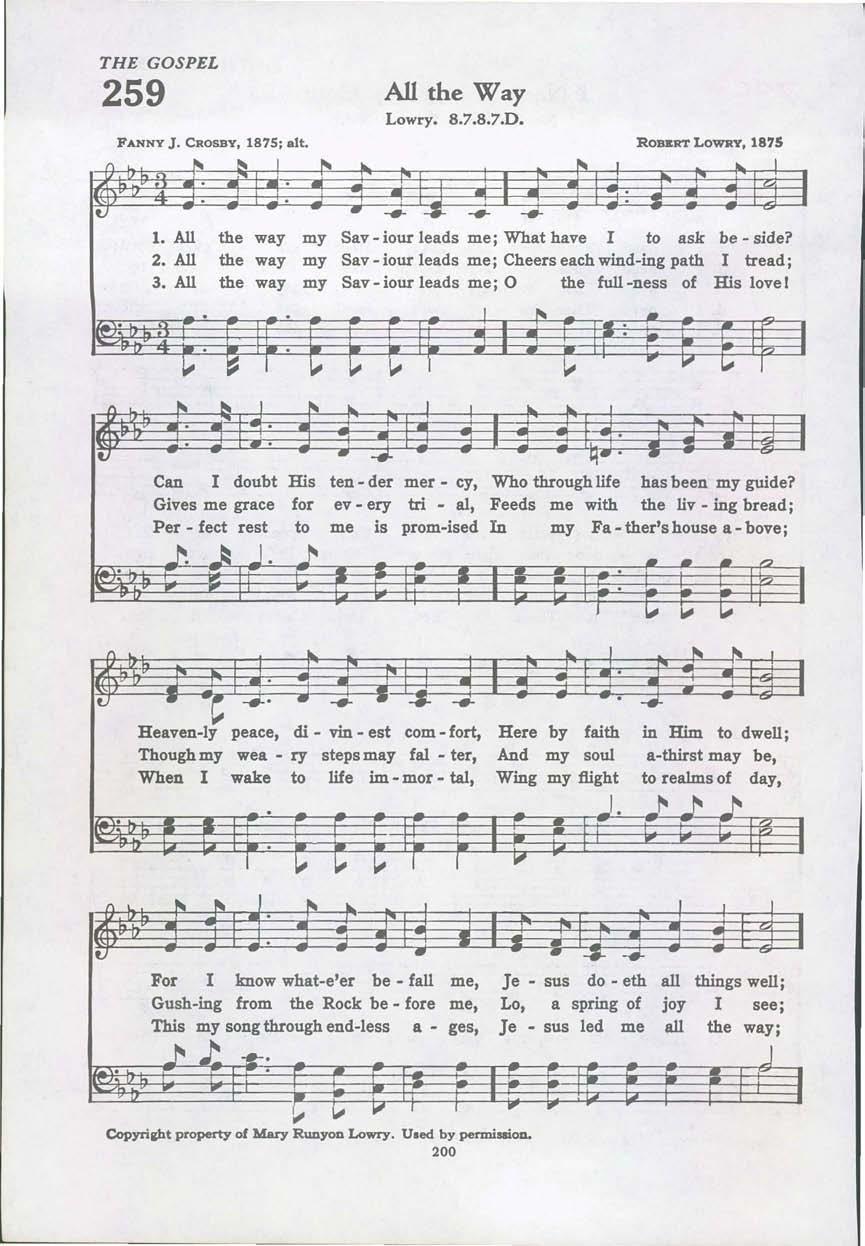 THE GOSPEL
259
All the Way
Lowry. 8.7.8.7.D.
FANNY J. CROSBY, 1875; alt.
ROBERT LOWRY, 1875
1. All the way my Sav - iour leads me; What have I to ask be - side?
2. All the way my Sav - iour leads me; Cheers each wind-ing path I tread;
3. All the way my Sav - iour leads me; O the full -ness of His love!
Can I doubt His ten - der mer - cy, Who through life has been my guide?
Gives me grace for ev - ery tri - al, Feeds me with the liv - ing bread;
Per - fect rest to me is prom-ised In my Fa - ther's house a - bove;
Heaven-ly peace, di - vin - est com - fort, Here by faith in Him to dwell;
Though my wea - ry steps may fal - ter, And my soul a-thirst may be,
When I wake to life im - mor - tal, Wing my flight to realms of day,
For I know what-e'er be - fall me, Je - sus do - eth all things well;
Gush-ing from the Rock be - fore me, Lo, a spring of joy I see;
This my song through end-less a - ges, Je - sus led me all the way;
Copyright property of Mary Runyon Lowry. Used by permission.
200